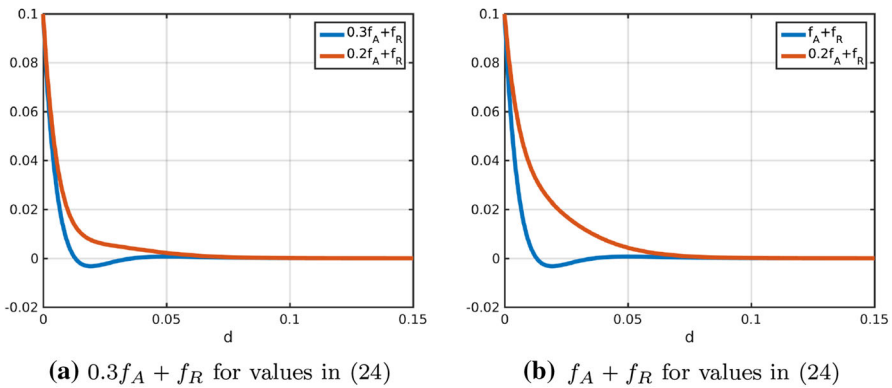 0.1
0.08
0.06
0.04
0.02
0
-0.02
0 0.05 0.1 0.15
d
0.3f_A+f_R
0.2f_A+f_R
(a) 0.3f_A + f_R for values in (24)
0.1
0.08
0.06
0.04
0.02
0
-0.02
0 0.05 0.1 0.15
d
f_A+f_R
0.2f_A+f_R
(b) f_A + f_R for values in (24)